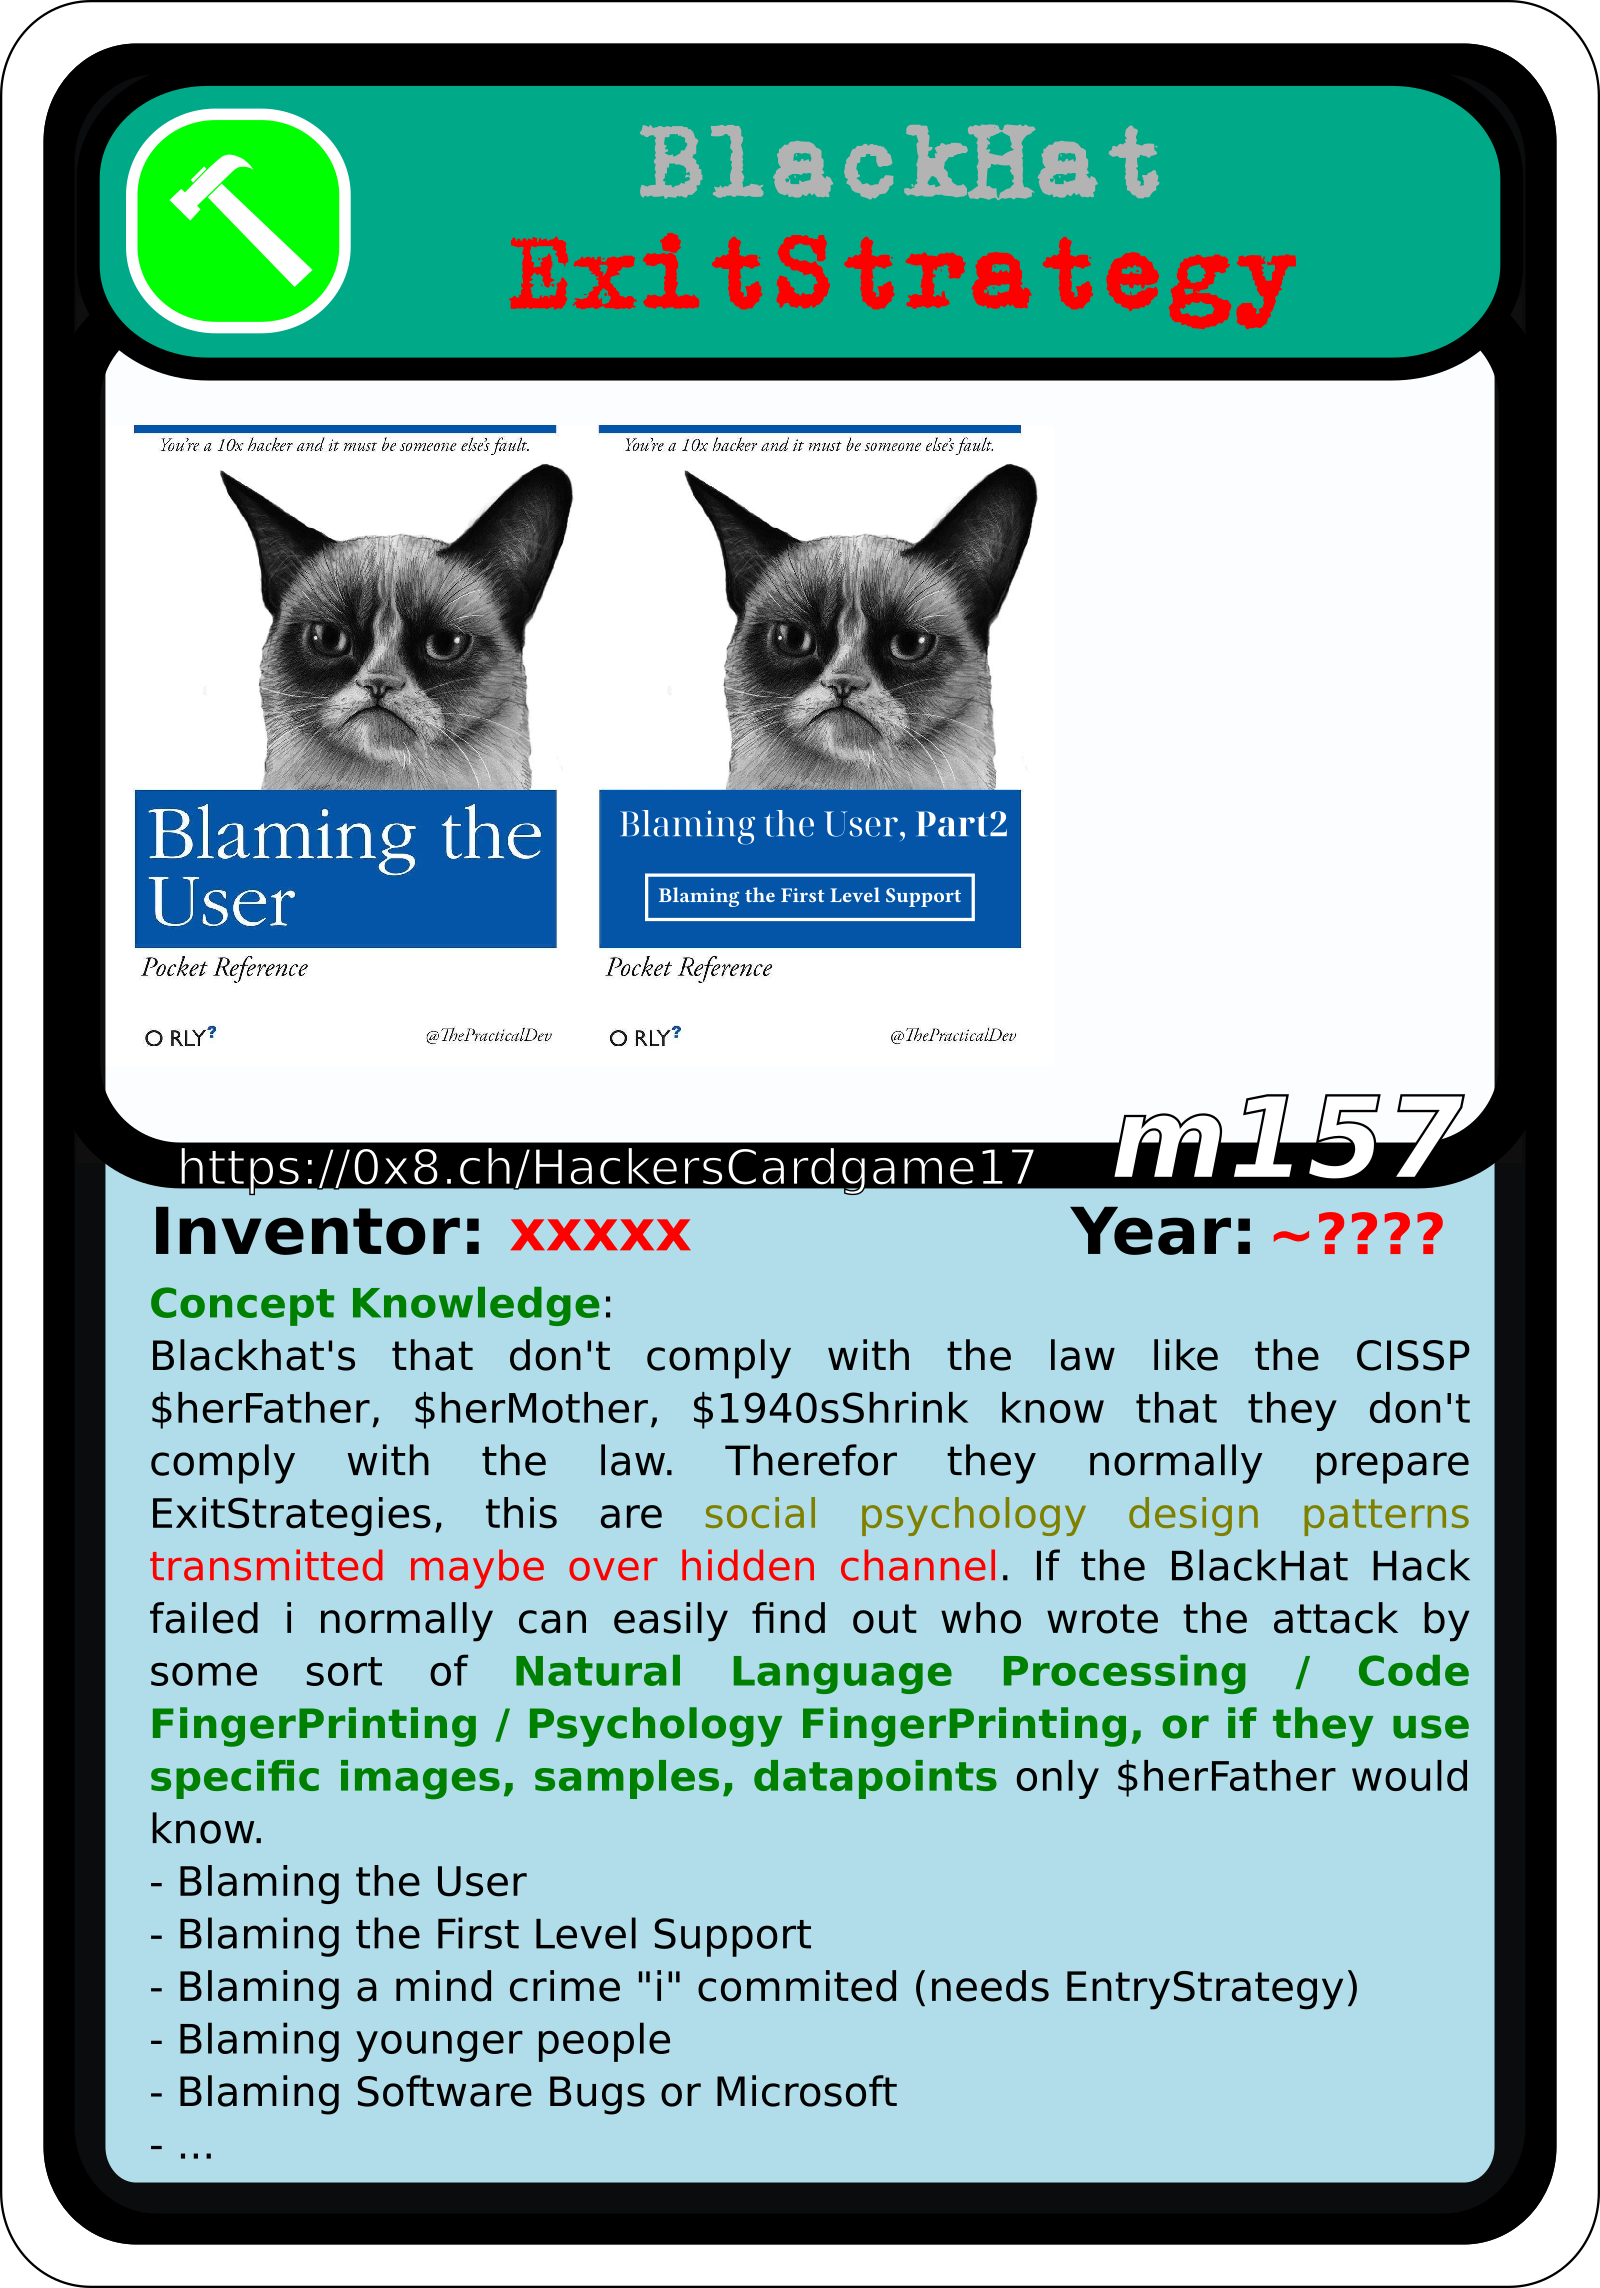 BlackHat
ExitStrategy
You're a 10x hacker and it must be someone else's fault.
Blaming the
User
Pocket Reference
O RLY?
@ThePracticalDev
You're a 10x hacker and it must be someone else's fault.
Blaming the User, Part2
Blaming the First Level Support
Pocket Reference
O RLY?
@ThePracticalDev
m157
https://0x8.ch/HackersCardgame17
Inventor: xxxxx
Year: ~????
Concept Knowledge:
Blackhat's that don't comply with the law like the CISSP
$herFather, $herMother, $1940sShrink know that they don't
comply with the law. Therefor they normally prepare
ExitStrategies, this are social psychology design patterns
transmitted maybe over hidden channel. If the BlackHat Hack
failed i normally can easily find out who wrote the attack by
some sort of Natural Language Processing / Code
FingerPrinting / Psychology FingerPrinting, or if they use
specific images, samples, datapoints only $herFather would
know.
- Blaming the User
- Blaming the First Level Support
- Blaming a mind crime "i" commited (needs EntryStrategy)
- Blaming younger people
- Blaming Software Bugs or Microsoft
- ...